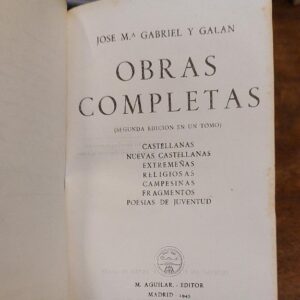 JOSE M.ª GABRIEL Y GALAN
OBRAS
COMPLETAS
(SEGUNDA EDICION EN UN TOMO)
CASTELLANAS
NUEVAS CASTELLANAS
EXTREMEÑAS
RELIGIOSAS
CAMPESINAS
FRAGMENTOS
POESIAS DE JUVENTUD
M. AGUILAR - EDITOR
MADRID